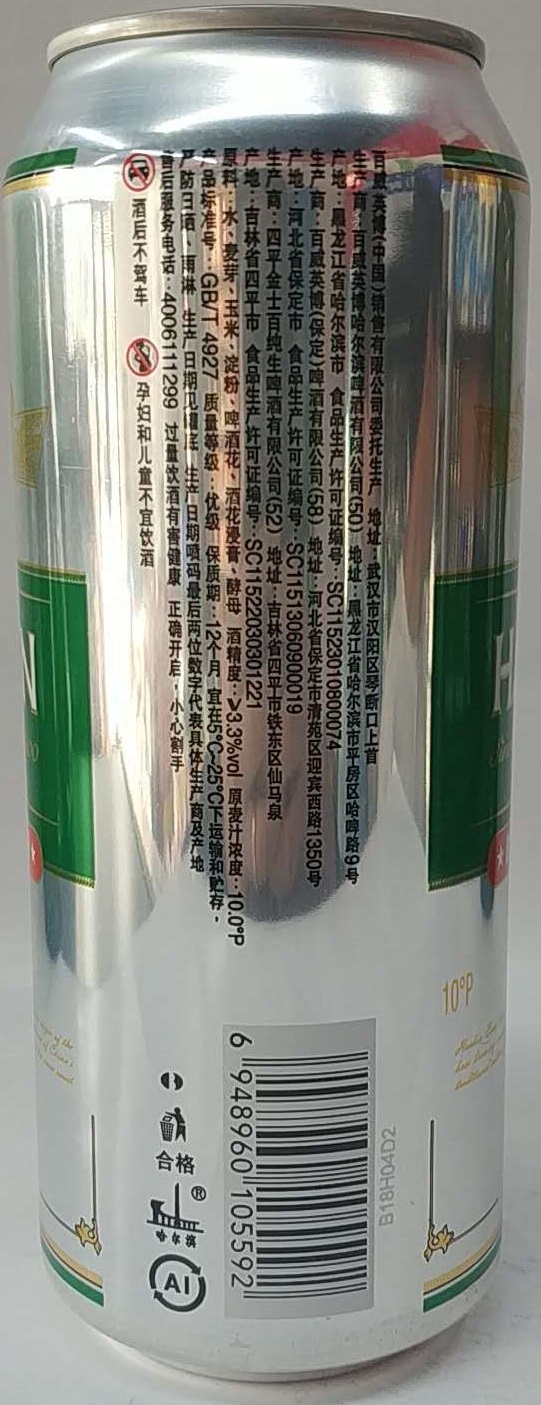 百威英博(中国)销售有限公司委托生产 地址:武汉市汉阳区琴断口上首
生产商:百威英博哈尔滨啤酒有限公司(50) 地址:黑龙江省哈尔滨市平房区哈啤路9号
产地:黑龙江省哈尔滨市 食品生产许可证编号:SC11523010800074
生产商:百威英博(保定)啤酒有限公司(58) 地址:河北省保定市清苑区迎宾西路1350号
产地:河北省保定市 食品生产许可证编号:SC11513060900019
生产商:四平金士百纯生啤酒有限公司(52) 地址:吉林省四平市铁东区仙马泉
产地:吉林省四平市 食品生产许可证编号:SC11522030301221
原料:水、麦芽、玉米、淀粉、啤酒花、酒花浸膏、酵母 酒精度:≥3.3%vol 原麦汁浓度:10.0°P
产品标准号:GB/T 4927 质量等级:优级 保质期:12个月 宜在5℃~25℃下运输和贮存,
严防日晒、雨淋 生产日期见罐底 生产日期喷码最后两位数字代表具体生产商及产地
售后服务电话:4006111299 过量饮酒有害健康 正确开启,小心割手
酒后不驾车 孕妇和儿童不宜饮酒
N
H
10°P
6 948960 105592
B18H04D2
合格
®
哈尔滨
Al